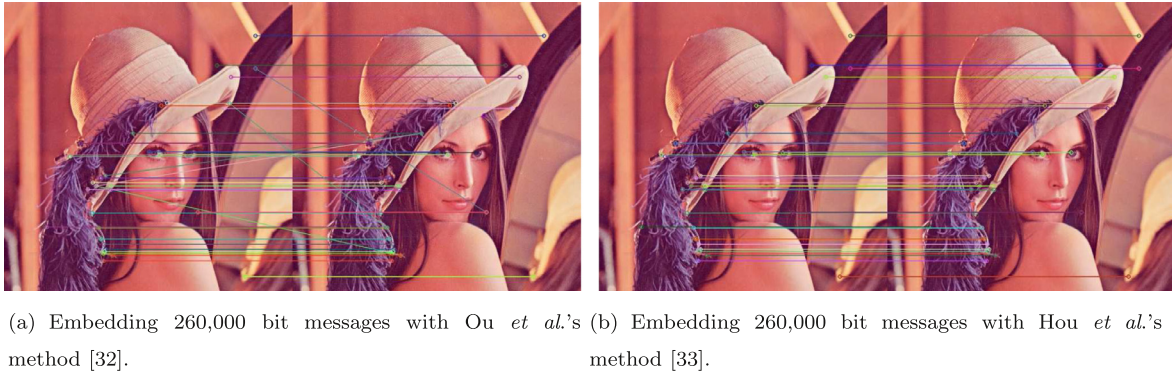 (a) Embedding 260,000 bit messages with Ou et al.'s
method [32].
(b) Embedding 260,000 bit messages with Hou et al.'s
method [33].